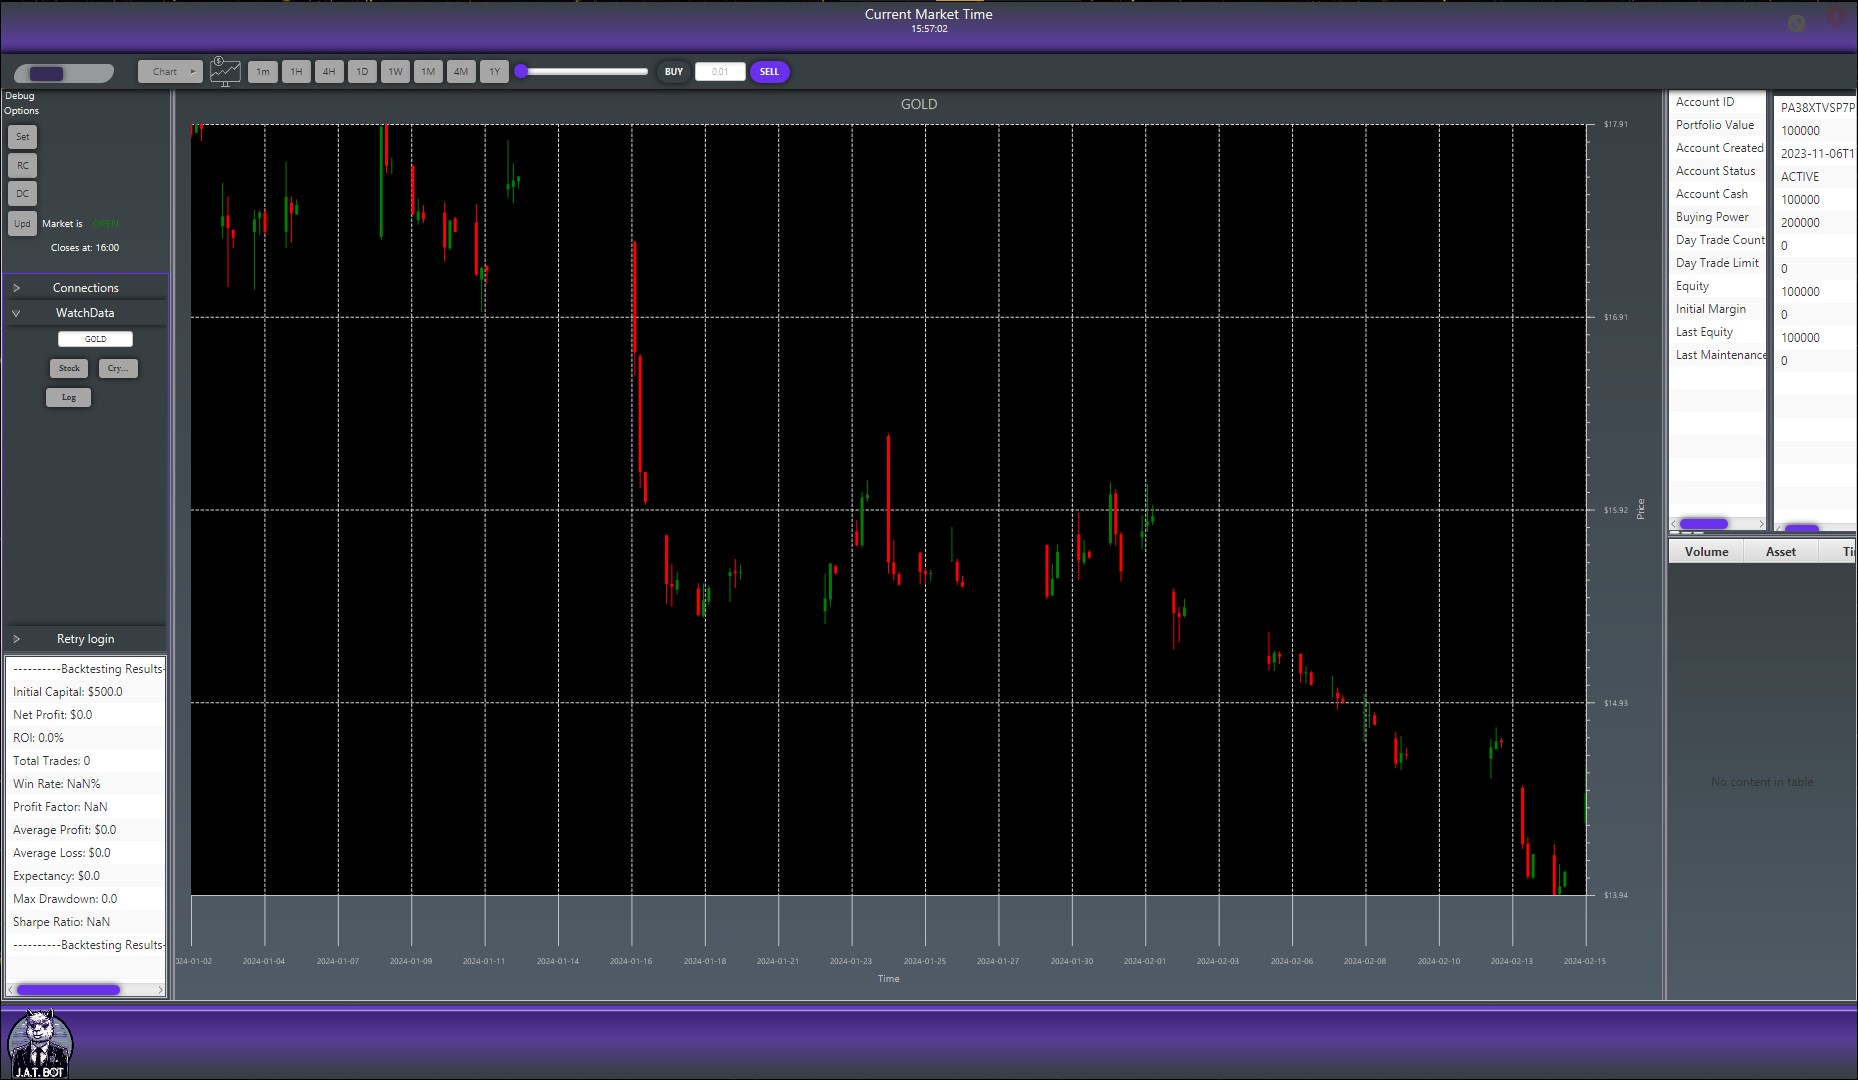 Current Market Time
15:57:02
Chart
1m
1H
4H
1D
1W
1M
4M
1Y
BUY
0.01
SELL
Debug
Options
Set
RC
DC
Upd
Market is OPEN
Closes at: 16:00
Connections
WatchData
GOLD
Stock
Cry...
Log
Retry login
----------Backtesting Results-
Initial Capital: $500.0
Net Profit: $0.0
ROI: 0.0%
Total Trades: 0
Win Rate: NaN%
Profit Factor: NaN
Average Profit: $0.0
Average Loss: $0.0
Expectancy: $0.0
Max Drawdown: 0.0
Sharpe Ratio: NaN
----------Backtesting Results-
GOLD
$17.91
$16.91
$15.92
$14.93
$13.94
Price
024-01-02
2024-01-04
2024-01-07
2024-01-09
2024-01-11
2024-01-14
2024-01-16
2024-01-18
2024-01-21
2024-01-23
2024-01-25
2024-01-27
2024-01-30
2024-02-01
2024-02-03
2024-02-06
2024-02-08
2024-02-10
2024-02-13
2024-02-15
Time
Account ID PA38XTVSP7P
Portfolio Value 100000
Account Created 2023-11-06T1
Account Status ACTIVE
Account Cash 100000
Buying Power 200000
Day Trade Count 0
Day Trade Limit 0
Equity 100000
Initial Margin 0
Last Equity 100000
Last Maintenance 0
Volume Asset Ti
No content in table
J.A.T. BOT